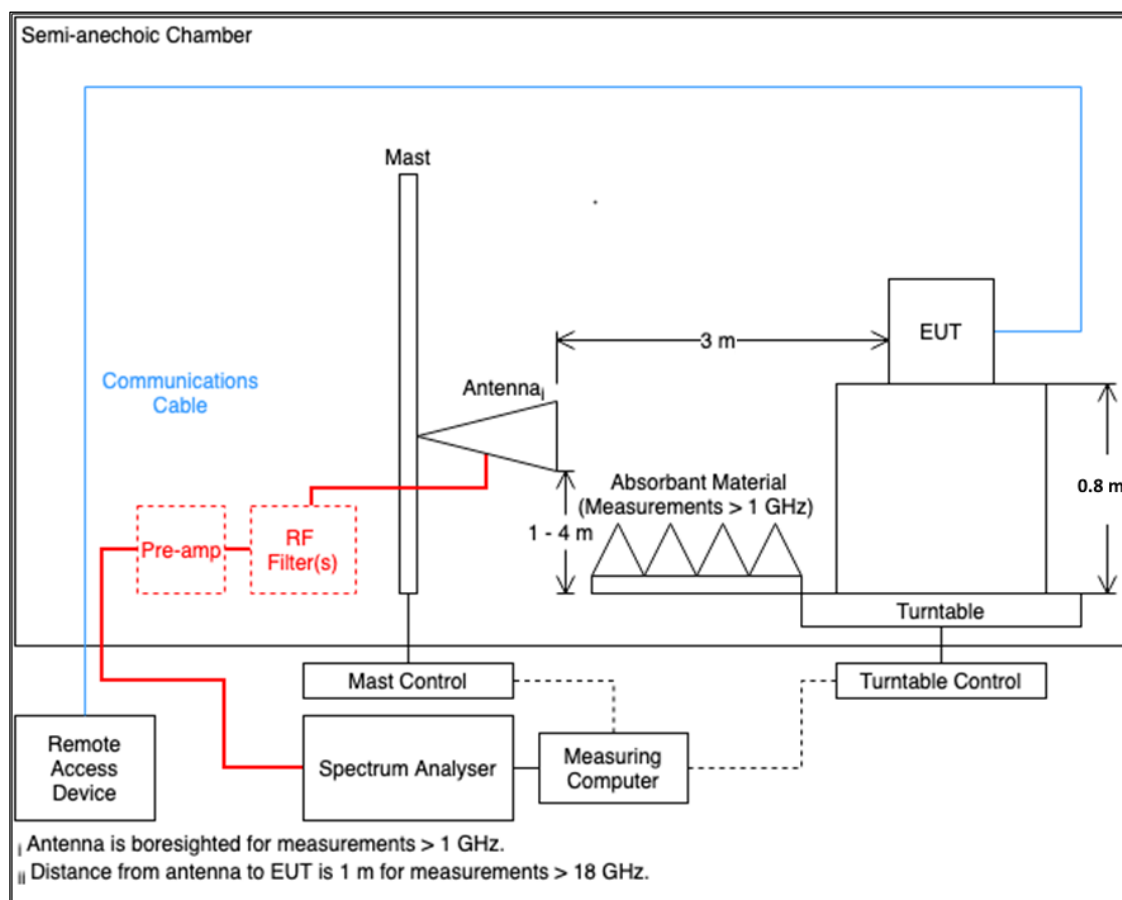 Semi-anechoic Chamber
Mast
EUT
3 m
Communications
Cable
Antennai
Absorbant Material
(Measurements > 1 GHz)
0.8 m
1 - 4 m
Pre-amp
RF
Filter(s)
Turntable
Mast Control
Turntable Control
Remote
Access
Device
Spectrum Analyser
Measuring
Computer
i Antenna is boresighted for measurements > 1 GHz.
ii Distance from antenna to EUT is 1 m for measurements > 18 GHz.